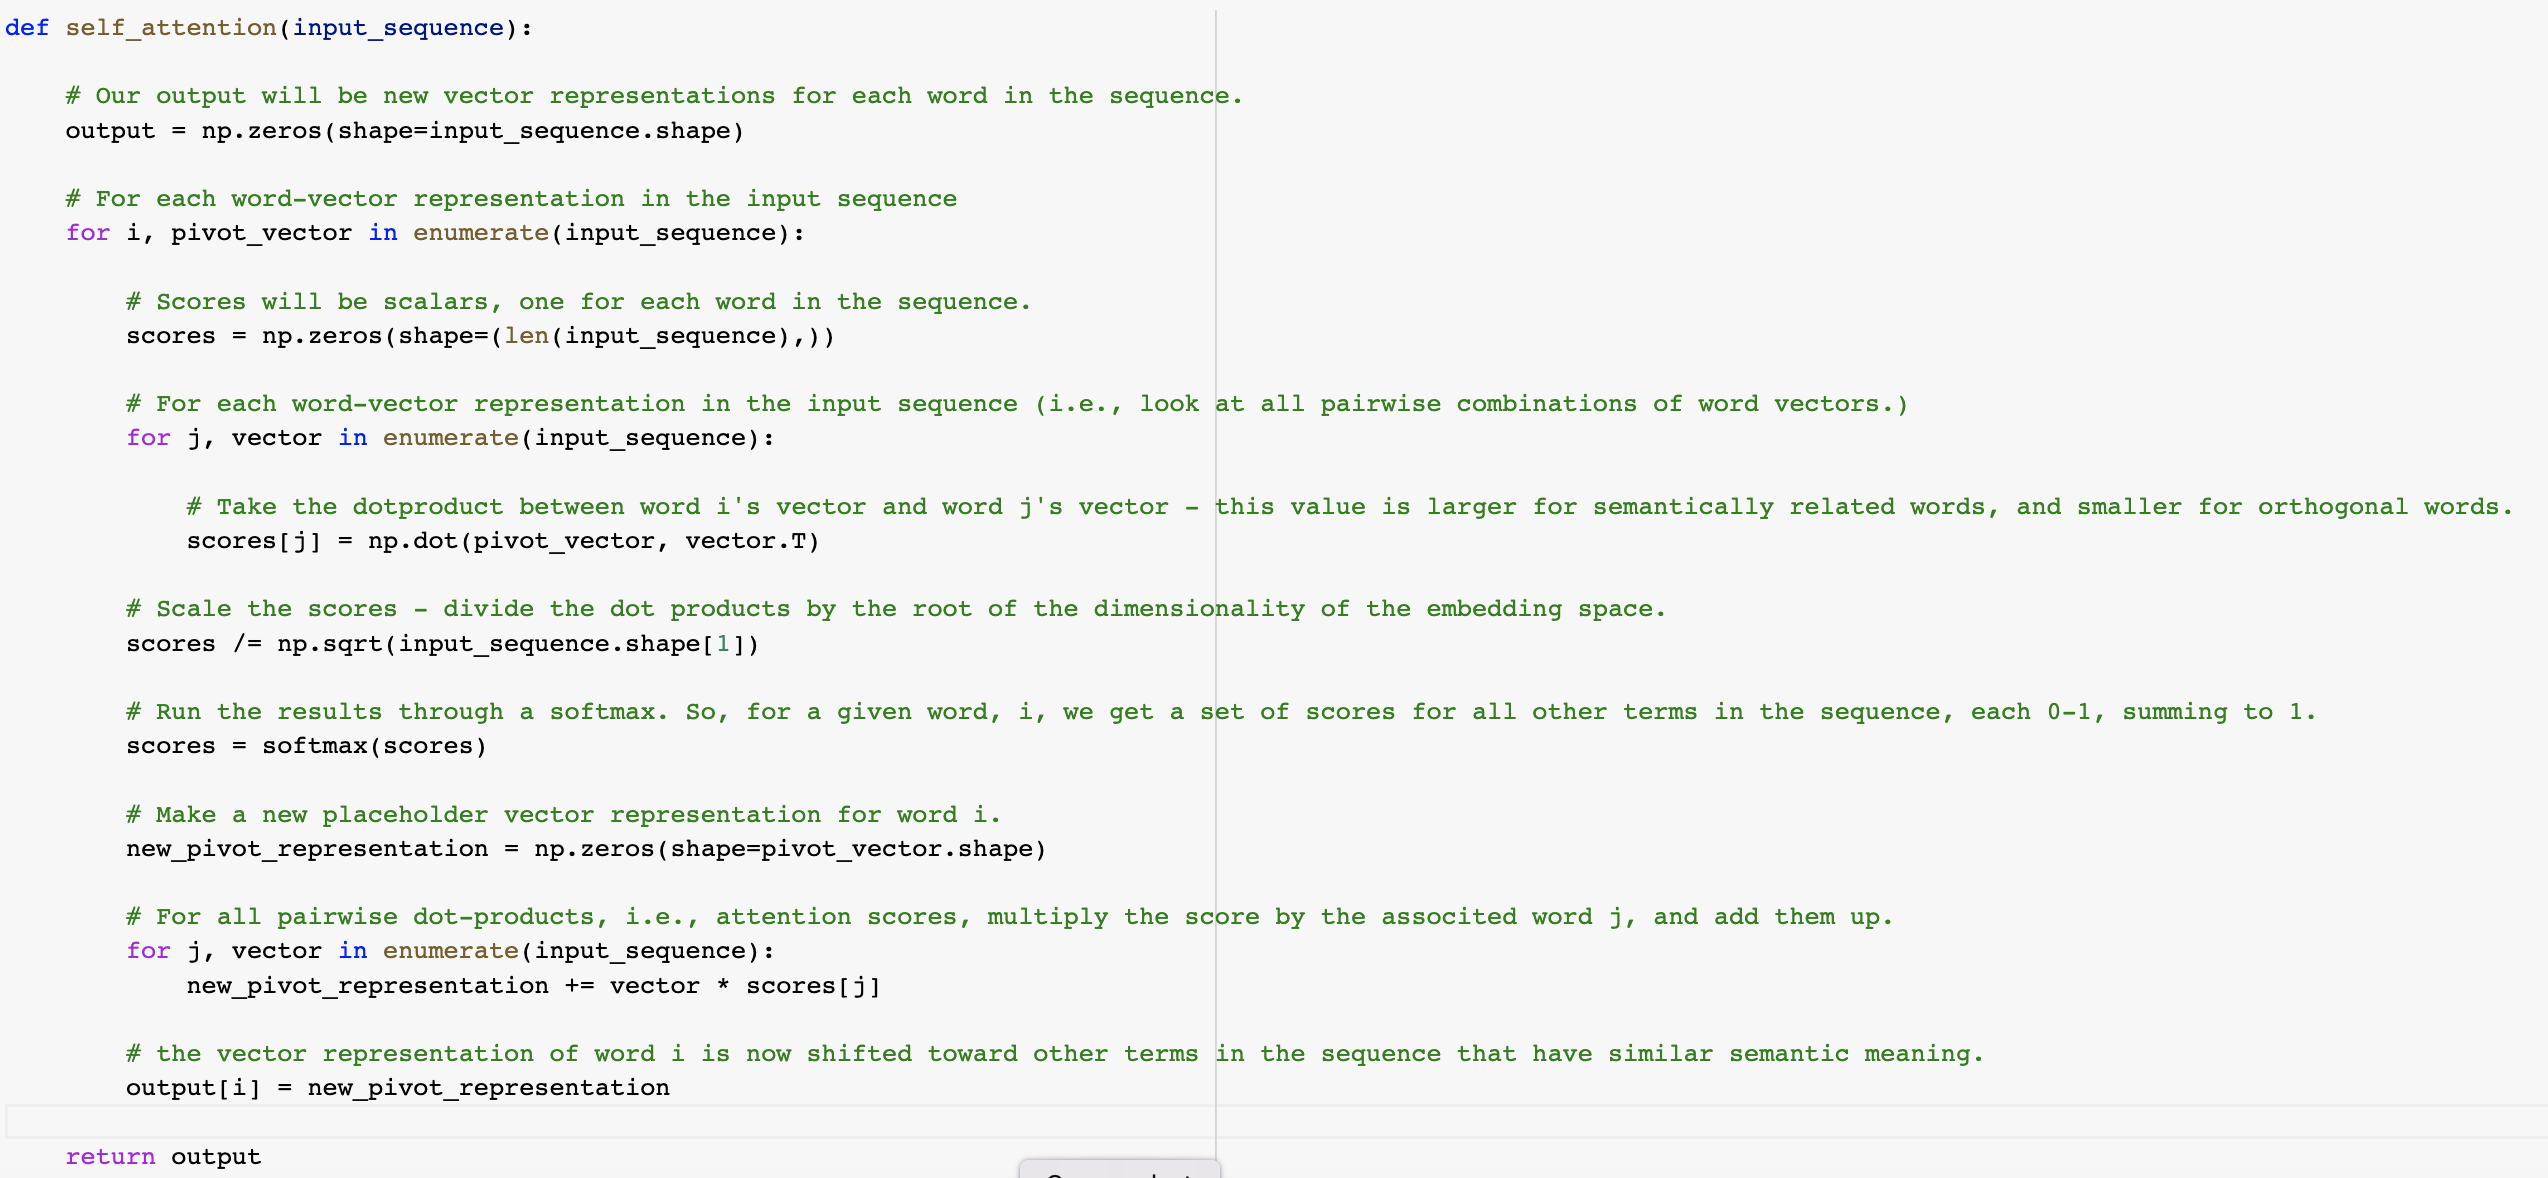 def self_attention(input_sequence):
# Our output will be new vector representations for each word in the sequence.
output = np.zeros(shape=input_sequence.shape)
# For each word-vector representation in the input sequence
for i, pivot_vector in enumerate(input_sequence):
# Scores will be scalars, one for each word in the sequence.
scores = np.zeros(shape=(len(input_sequence),))
# For each word-vector representation in the input sequence (i.e., look at all pairwise combinations of word vectors.)
for j, vector in enumerate(input_sequence):
# Take the dotproduct between word i's vector and word j's vector - this value is larger for semantically related words, and smaller for orthogonal words.
scores[j] = np.dot(pivot_vector, vector.T)
# Scale the scores - divide the dot products by the root of the dimensionality of the embedding space.
scores /= np.sqrt(input_sequence.shape[1])
# Run the results through a softmax. So, for a given word, i, we get a set of scores for all other terms in the sequence, each 0-1, summing to 1.
scores = softmax(scores)
# Make a new placeholder vector representation for word i.
new_pivot_representation = np.zeros(shape=pivot_vector.shape)
# For all pairwise dot-products, i.e., attention scores, multiply the score by the associted word j, and add them up.
for j, vector in enumerate(input_sequence):
new_pivot_representation += vector * scores[j]
# the vector representation of word i is now shifted toward other terms in the sequence that have similar semantic meaning.
output[i] = new_pivot_representation
return output